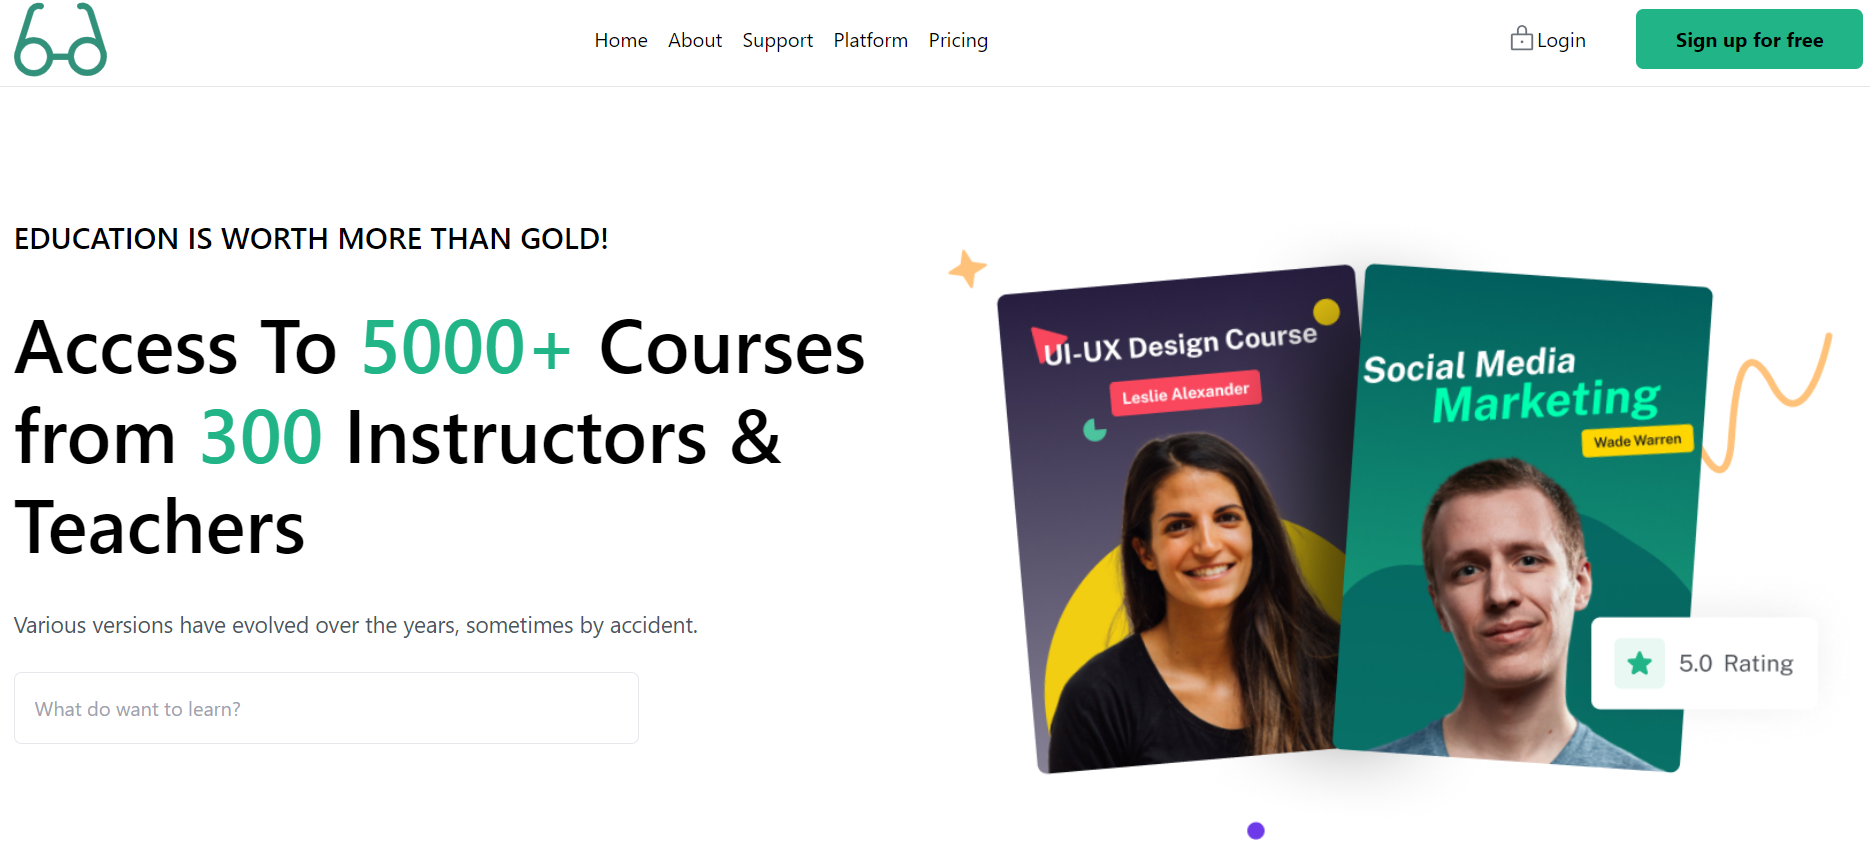 Home About Support Platform Pricing
Login
Sign up for free
EDUCATION IS WORTH MORE THAN GOLD!
Access To 5000+ Courses
from 300 Instructors &
Teachers
Various versions have evolved over the years, sometimes by accident.
What do want to learn?
UI-UX Design Course
Leslie Alexander
Social Media
Marketing
Wade Warren
5.0 Rating